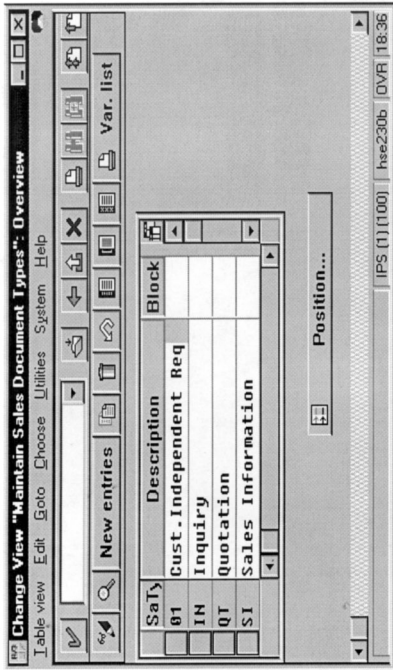 Change View "Maintain Sales Document Types": Overview
Table view Edit Goto Choose Utilities System Help
New entries Var. list
SaTy Description Block
01 Cust.Independent Req
IN Inquiry
QT Quotation
SI Sales Information
Position...
IPS (1) (100) hse230b OVR 18:36